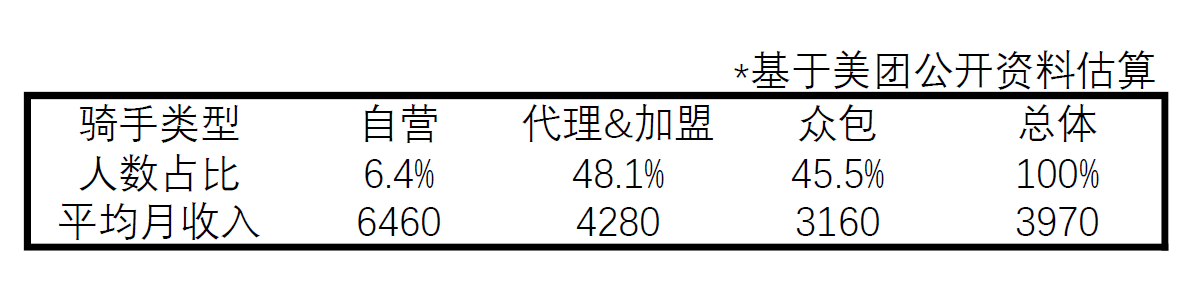 *基于美团公开资料估算
骑手类型 自营 代理&加盟 众包 总体
人数占比 6.4% 48.1% 45.5% 100%
平均月收入 6460 4280 3160 3970